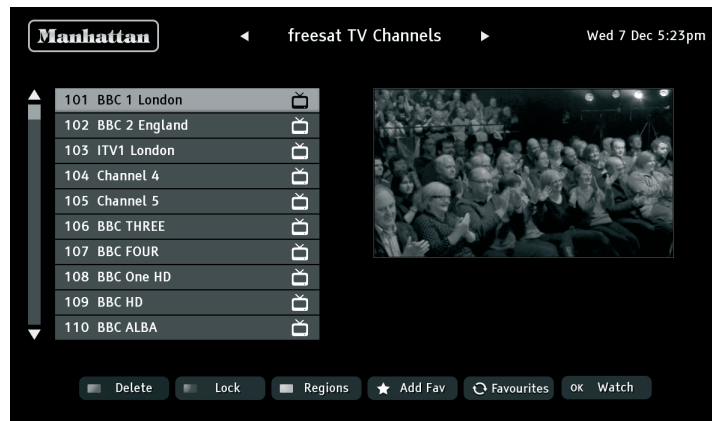 Manhattan
freesat TV Channels
Wed 7 Dec 5:23pm
101 BBC 1 London
102 BBC 2 England
103 ITV1 London
104 Channel 4
105 Channel 5
106 BBC THREE
107 BBC FOUR
108 BBC One HD
109 BBC HD
110 BBC ALBA
Delete Lock Regions Add Fav Favourites OK Watch